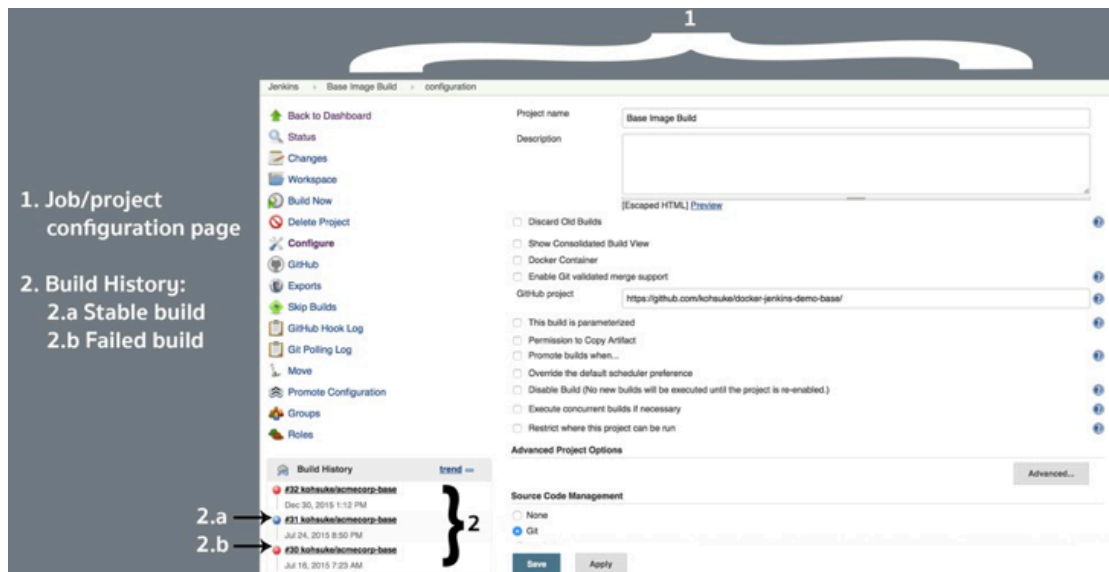 1
Jenkins › Base Image Build › configuration
1. Job/project
configuration page
2. Build History:
2.a Stable build
2.b Failed build
Back to Dashboard
Status
Changes
Workspace
Build Now
Delete Project
Configure
GitHub
Exports
Skip Builds
GitHub Hook Log
Git Polling Log
Move
Promote Configuration
Groups
Roles
Build History trend
#32 kohsuke/acmecorp-base
Dec 30, 2015 1:12 PM
2.a #31 kohsuke/acmecorp-base
Jul 24, 2015 8:50 PM
2.b #30 kohsuke/acmecorp-base
Jul 16, 2015 7:23 AM
2
Project name Base Image Build
Description
[Escaped HTML] Preview
Discard Old Builds
Show Consolidated Build View
Docker Container
Enable Git validated merge support
GitHub project https://github.com/kohsuke/docker-jenkins-demo-base/
This build is parameterized
Permission to Copy Artifact
Promote builds when...
Override the default scheduler preference
Disable Build (No new builds will be executed until the project is re-enabled.)
Execute concurrent builds if necessary
Restrict where this project can be run
Advanced Project Options
Advanced...
Source Code Management
None
Git
Save Apply